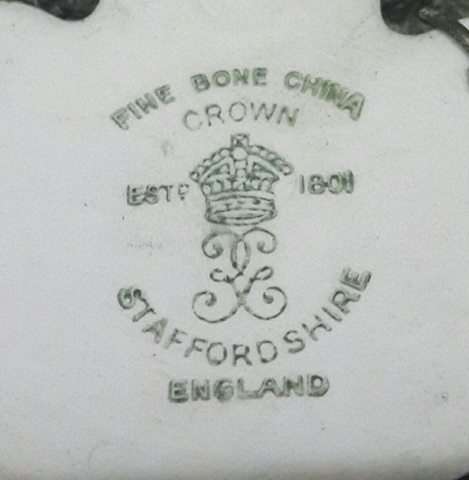 FINE BONE CHINA
CROWN
ESTD 1801
STAFFORDSHIRE
ENGLAND